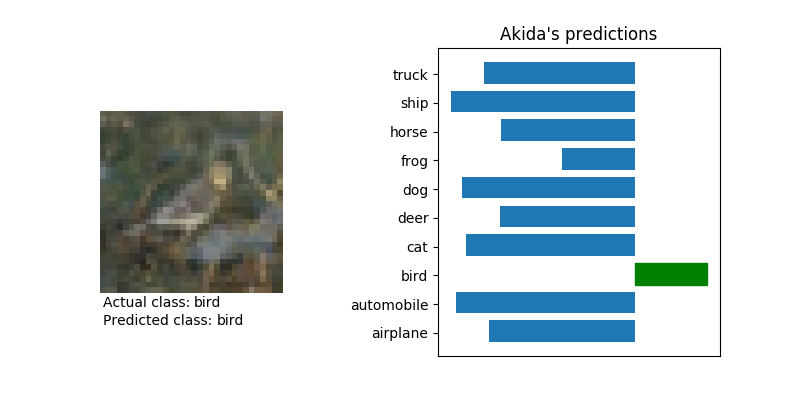 Akida's predictions
truck
ship
horse
frog
dog
deer
cat
bird
automobile
airplane
Actual class: bird
Predicted class: bird